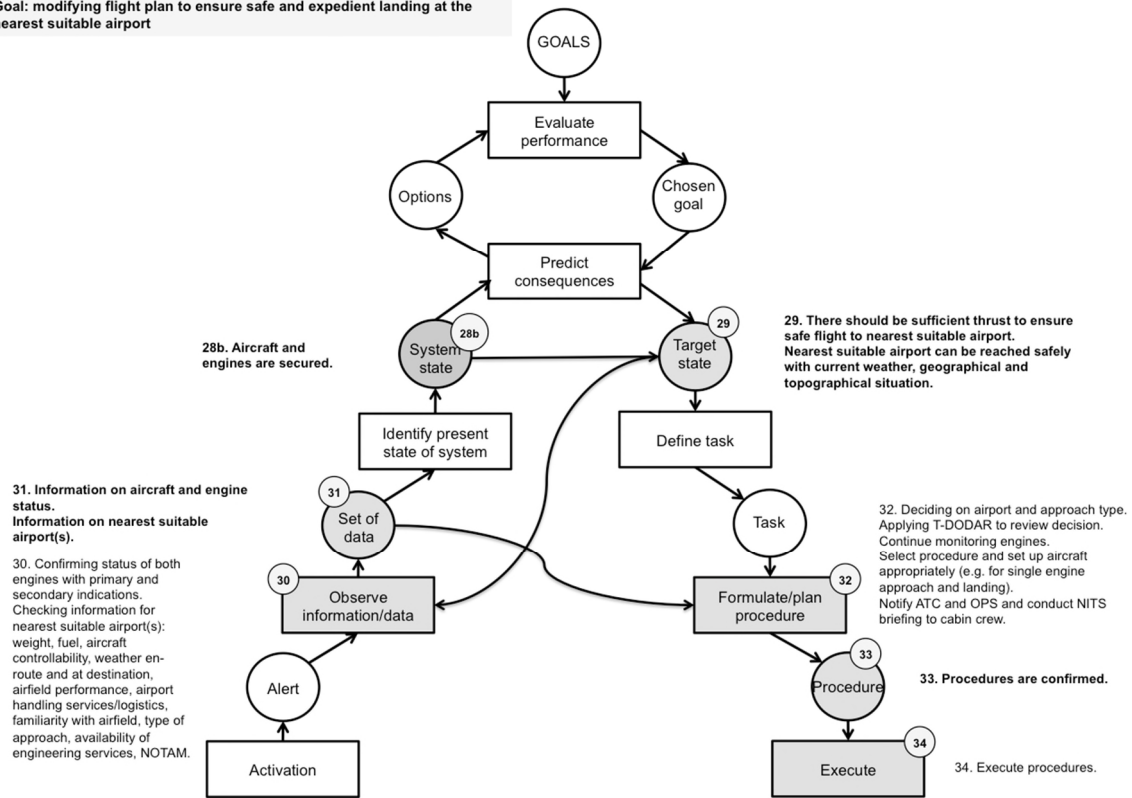 Goal: modifying flight plan to ensure safe and expedient landing at the
nearest suitable airport
GOALS
Evaluate
performance
Options
Chosen
goal
Predict
consequences
28b
System
state
28b. Aircraft and
engines are secured.
29
Target
state
29. There should be sufficient thrust to ensure
safe flight to nearest suitable airport.
Nearest suitable airport can be reached safely
with current weather, geographical and
topographical situation.
Identify present
state of system
Define task
31. Information on aircraft and engine
status.
Information on nearest suitable
airport(s).
31
Set of
data
Task
30. Confirming status of both
engines with primary and
secondary indications.
Checking information for
nearest suitable airport(s):
weight, fuel, aircraft
controllability, weather en-
route and at destination,
airfield performance, airport
handling services/logistics,
familiarity with airfield, type of
approach, availability of
engineering services, NOTAM.
30
Observe
information/data
32
Formulate/plan
procedure
32. Deciding on airport and approach type.
Applying T-DODAR to review decision.
Continue monitoring engines.
Select procedure and set up aircraft
appropriately (e.g. for single engine
approach and landing).
Notify ATC and OPS and conduct NITS
briefing to cabin crew.
Alert
33
Procedure
33. Procedures are confirmed.
Activation
34
Execute
34. Execute procedures.